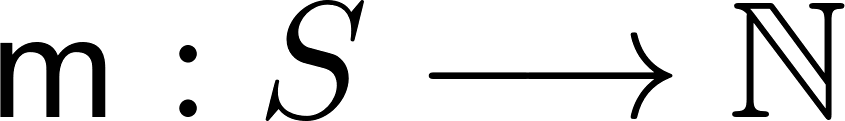 m : S ⟶ ℕ